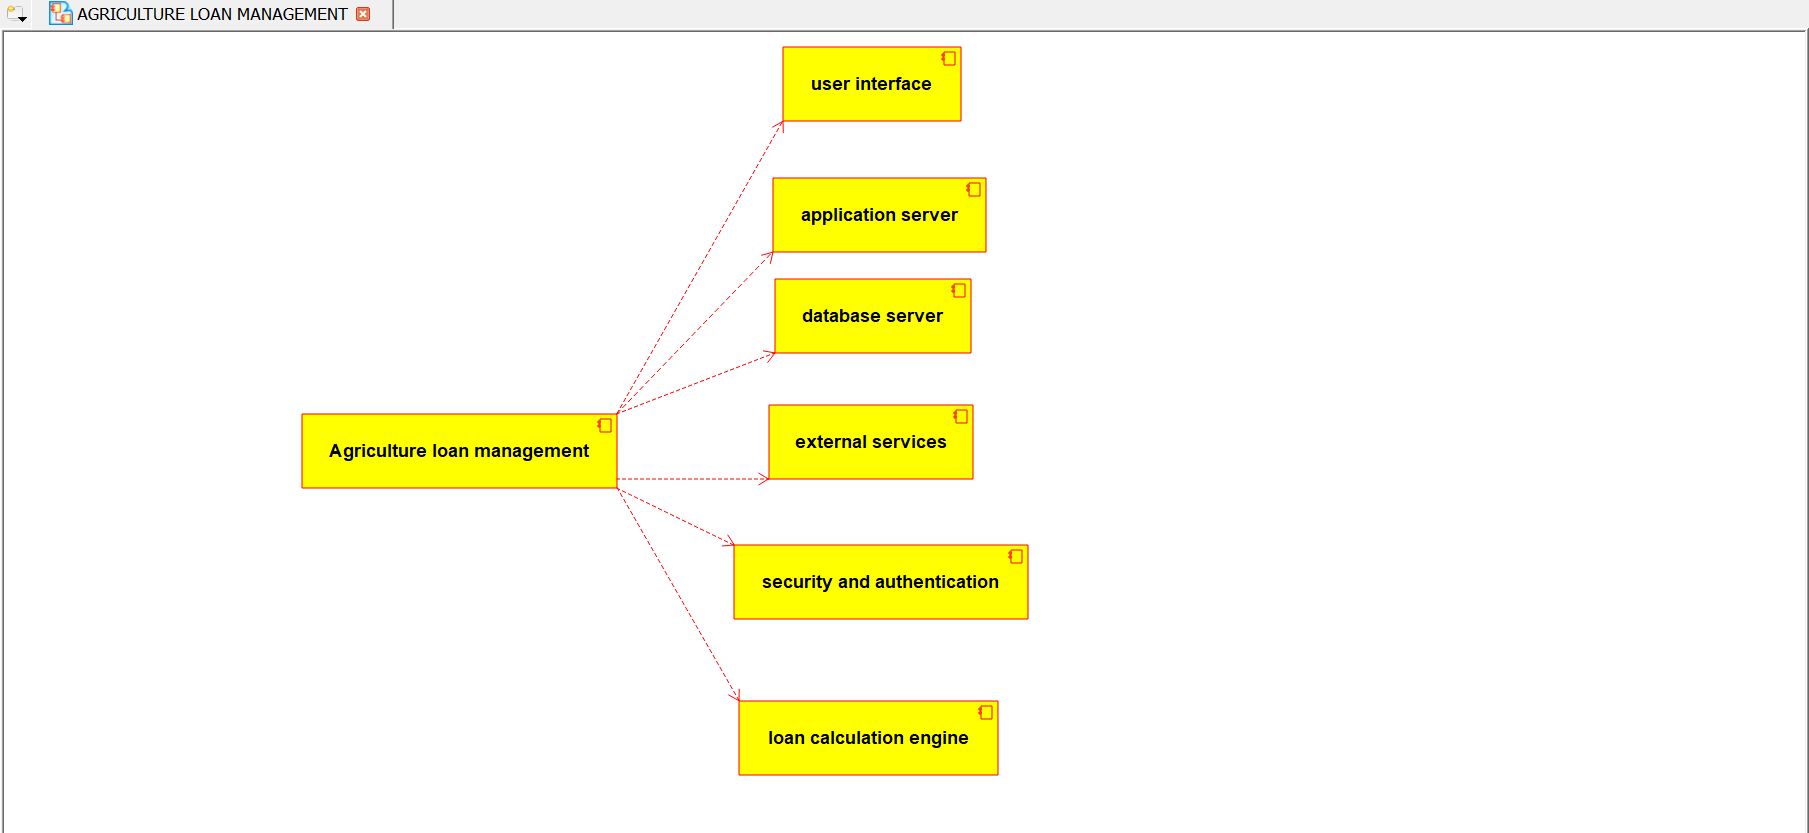 AGRICULTURE LOAN MANAGEMENT
user interface
application server
database server
external services
Agriculture loan management
security and authentication
loan calculation engine